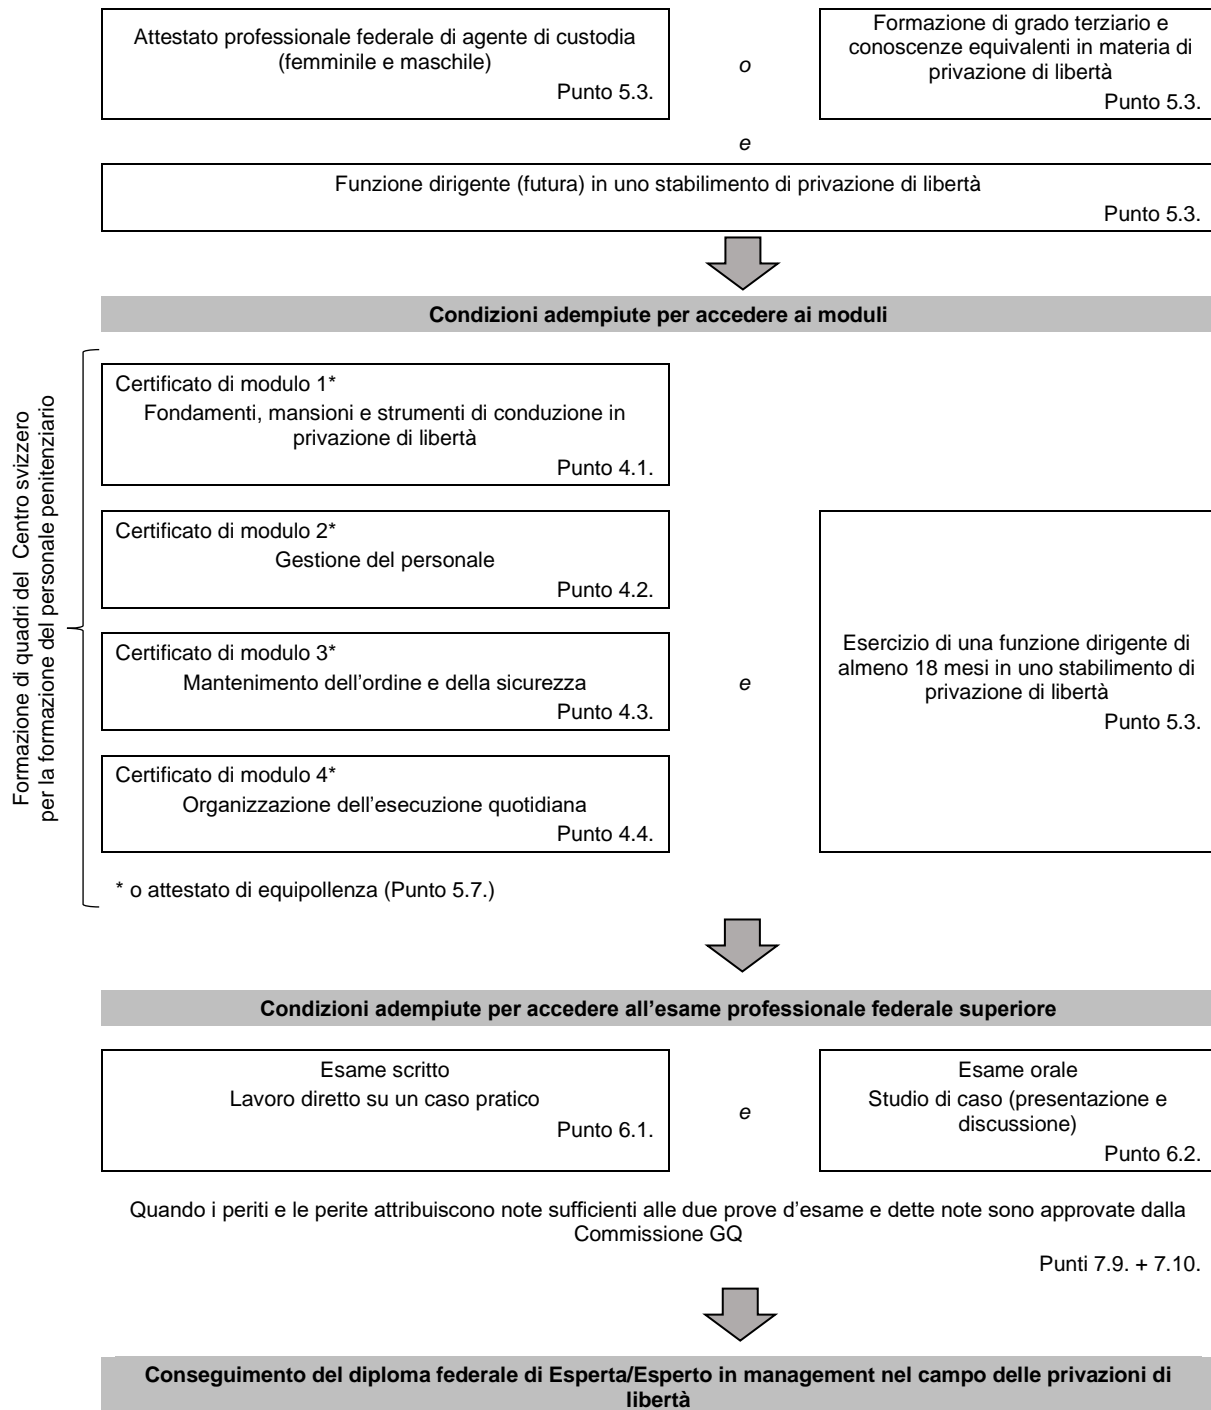 Attestato professionale federale di agente di custodia
(femminile e maschile)
Punto 5.3.
o
Formazione di grado terziario e
conoscenze equivalenti in materia di
privazione di libertà
Punto 5.3.
e
Funzione dirigente (futura) in uno stabilimento di privazione di libertà
Punto 5.3.
Condizioni adempiute per accedere ai moduli
Formazione di quadri del Centro svizzero
per la formazione del personale penitenziario
Certificato di modulo 1*
Fondamenti, mansioni e strumenti di conduzione in
privazione di libertà
Punto 4.1.
Certificato di modulo 2*
Gestione del personale
Punto 4.2.
Certificato di modulo 3*
Mantenimento dell'ordine e della sicurezza
Punto 4.3.
Certificato di modulo 4*
Organizzazione dell'esecuzione quotidiana
Punto 4.4.
e
Esercizio di una funzione dirigente di
almeno 18 mesi in uno stabilimento di
privazione di libertà
Punto 5.3.
* o attestato di equipollenza (Punto 5.7.)
Condizioni adempiute per accedere all'esame professionale federale superiore
Esame scritto
Lavoro diretto su un caso pratico
Punto 6.1.
e
Esame orale
Studio di caso (presentazione e
discussione)
Punto 6.2.
Quando i periti e le perite attribuiscono note sufficienti alle due prove d'esame e dette note sono approvate dalla
Commissione GQ
Punti 7.9. + 7.10.
Conseguimento del diploma federale di Esperta/Esperto in management nel campo delle privazioni di
libertà